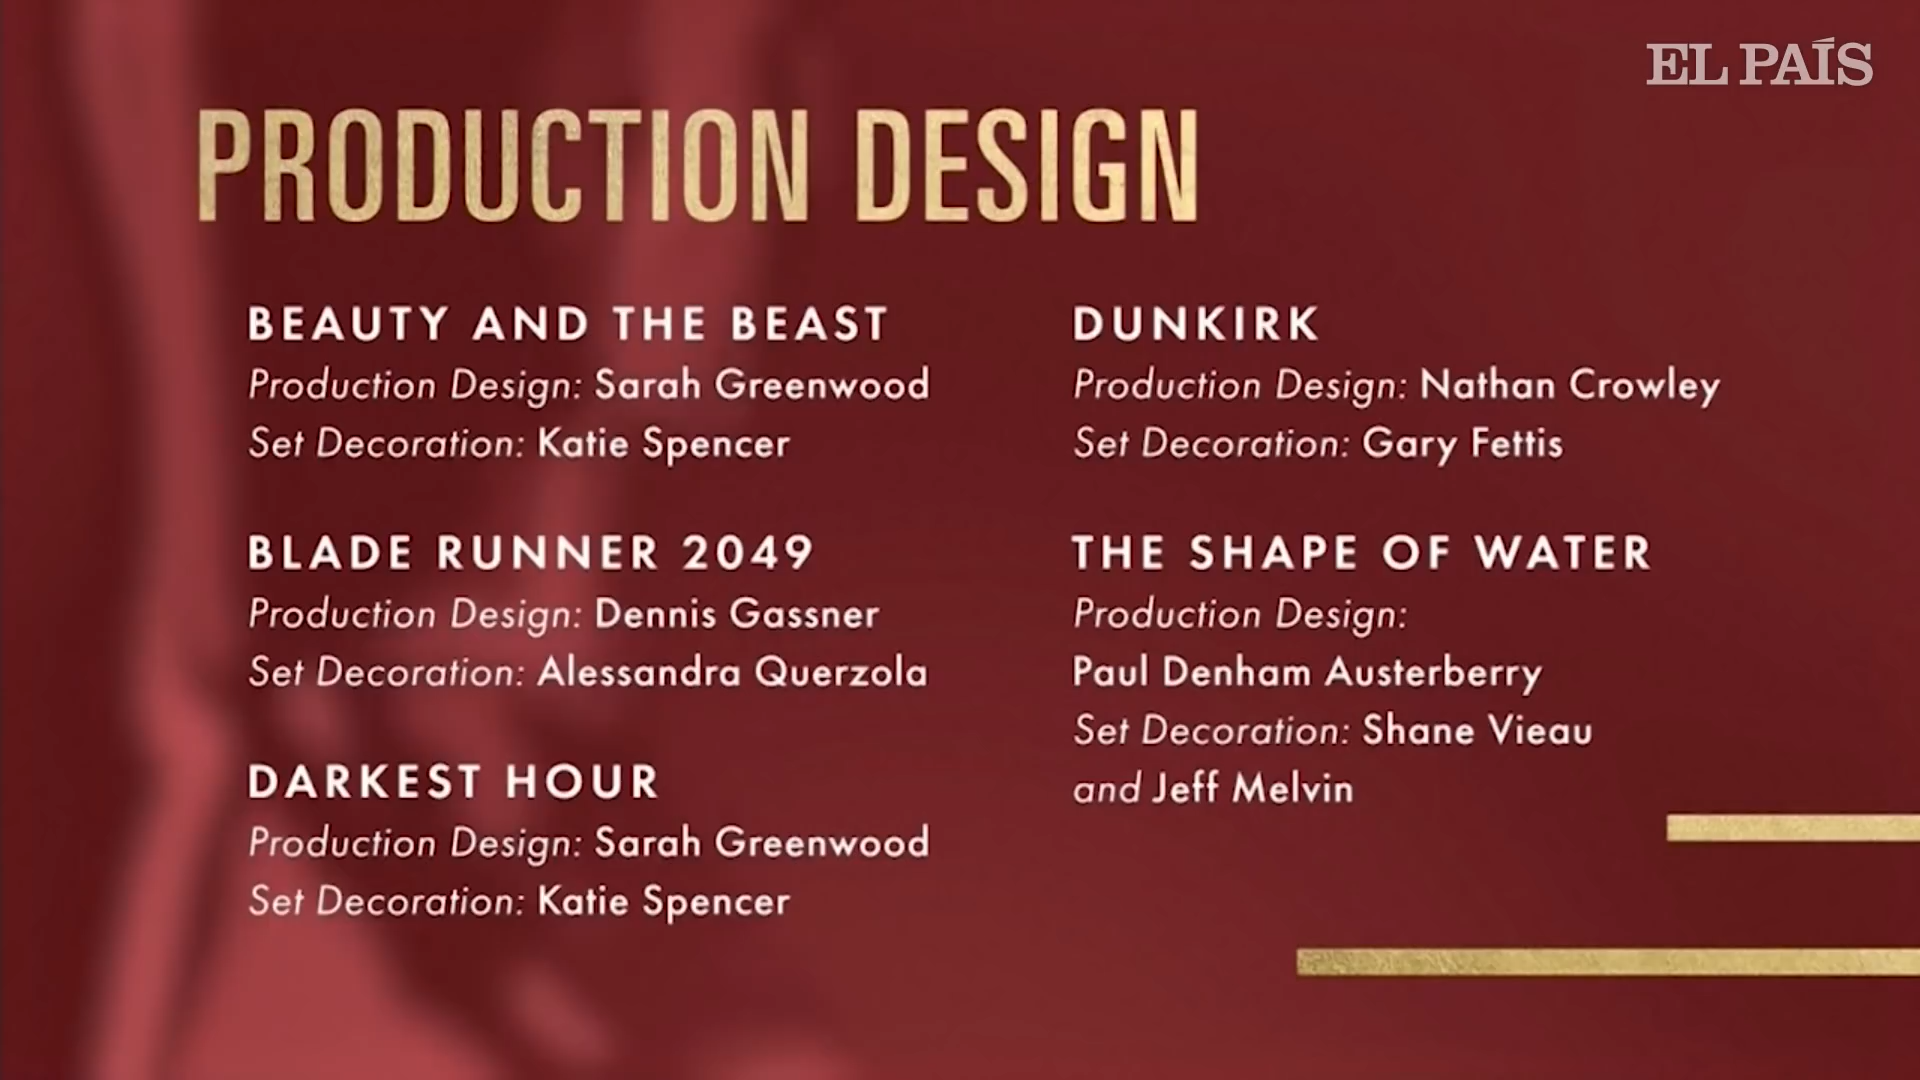 EL PAÍS
PRODUCTION DESIGN
BEAUTY AND THE BEAST
Production Design: Sarah Greenwood
Set Decoration: Katie Spencer
BLADE RUNNER 2049
Production Design: Dennis Gassner
Set Decoration: Alessandra Querzola
DARKEST HOUR
Production Design: Sarah Greenwood
Set Decoration: Katie Spencer
DUNKIRK
Production Design: Nathan Crowley
Set Decoration: Gary Fettis
THE SHAPE OF WATER
Production Design:
Paul Denham Austerberry
Set Decoration: Shane Vieau
and Jeff Melvin